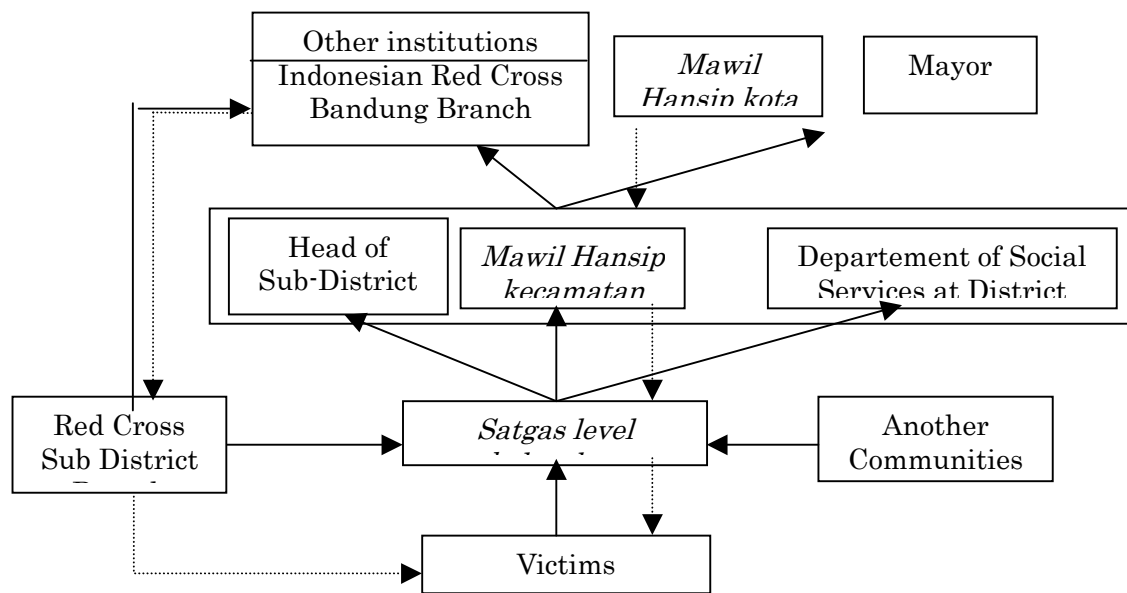 Other institutions
Indonesian Red Cross
Bandung Branch
Mawil
Hansip kota
Mayor
Head of
Sub-District
Mawil Hansip
kecamatan
Departement of Social
Services at District
Red Cross
Sub District
Satgas level
Another
Communities
Victims